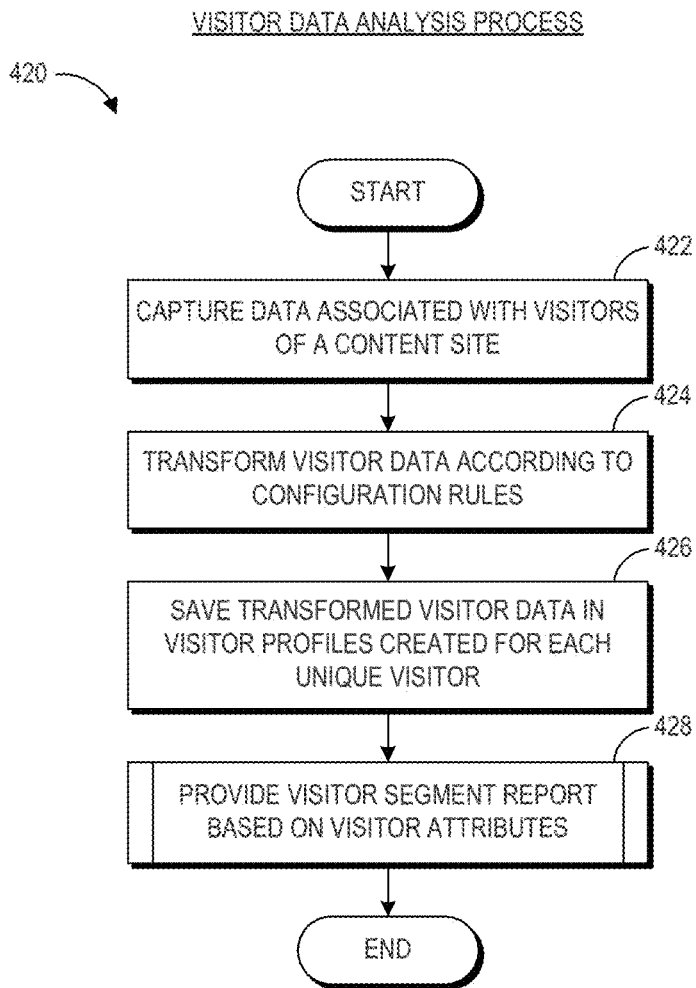 VISITOR DATA ANALYSIS PROCESS
420
START
422
CAPTURE DATA ASSOCIATED WITH VISITORS
OF A CONTENT SITE
424
TRANSFORM VISITOR DATA ACCORDING TO
CONFIGURATION RULES
426
SAVE TRANSFORMED VISITOR DATA IN
VISITOR PROFILES CREATED FOR EACH
UNIQUE VISITOR
428
PROVIDE VISITOR SEGMENT REPORT
BASED ON VISITOR ATTRIBUTES
END